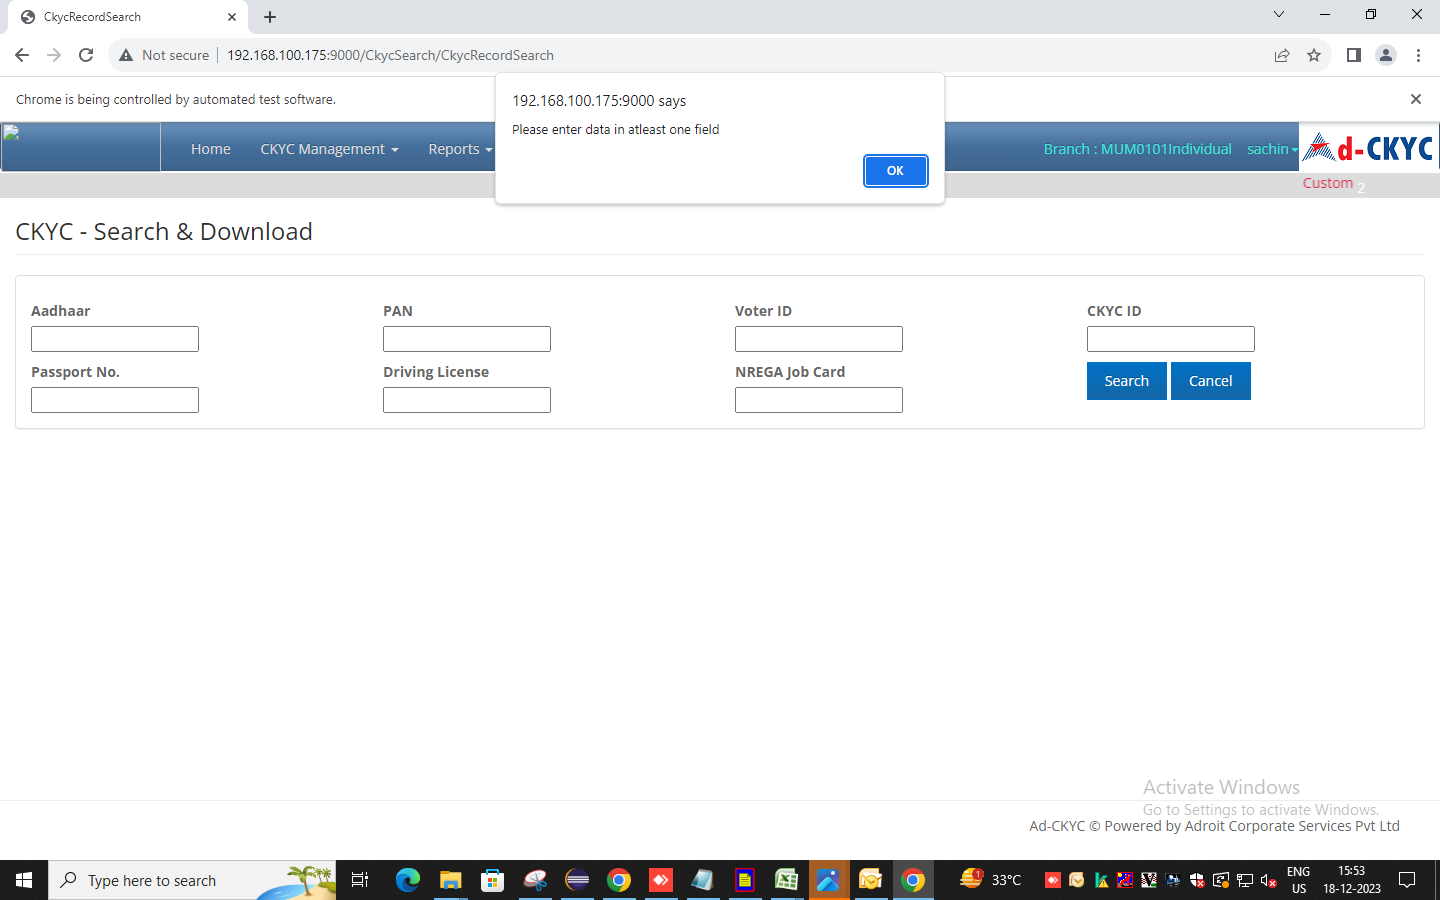 CkycRecordSearch
Not secure
192.168.100.175:9000/CkycSearch/CkycRecordSearch
Chrome is being controlled by automated test software.
192.168.100.175:9000 says
Please enter data in atleast one field
OK
Home
CKYC Management
Reports
Branch : MUM0101Individual
sachin
d-CKYC
Custom 2
CKYC - Search & Download
Aadhaar
PAN
Voter ID
CKYC ID
Passport No.
Driving License
NREGA Job Card
Search
Cancel
Activate Windows
Go to Settings to activate Windows.
Ad-CKYC © Powered by Adroit Corporate Services Pvt Ltd
Type here to search
1
33°C
ENG
US
15:53
18-12-2023